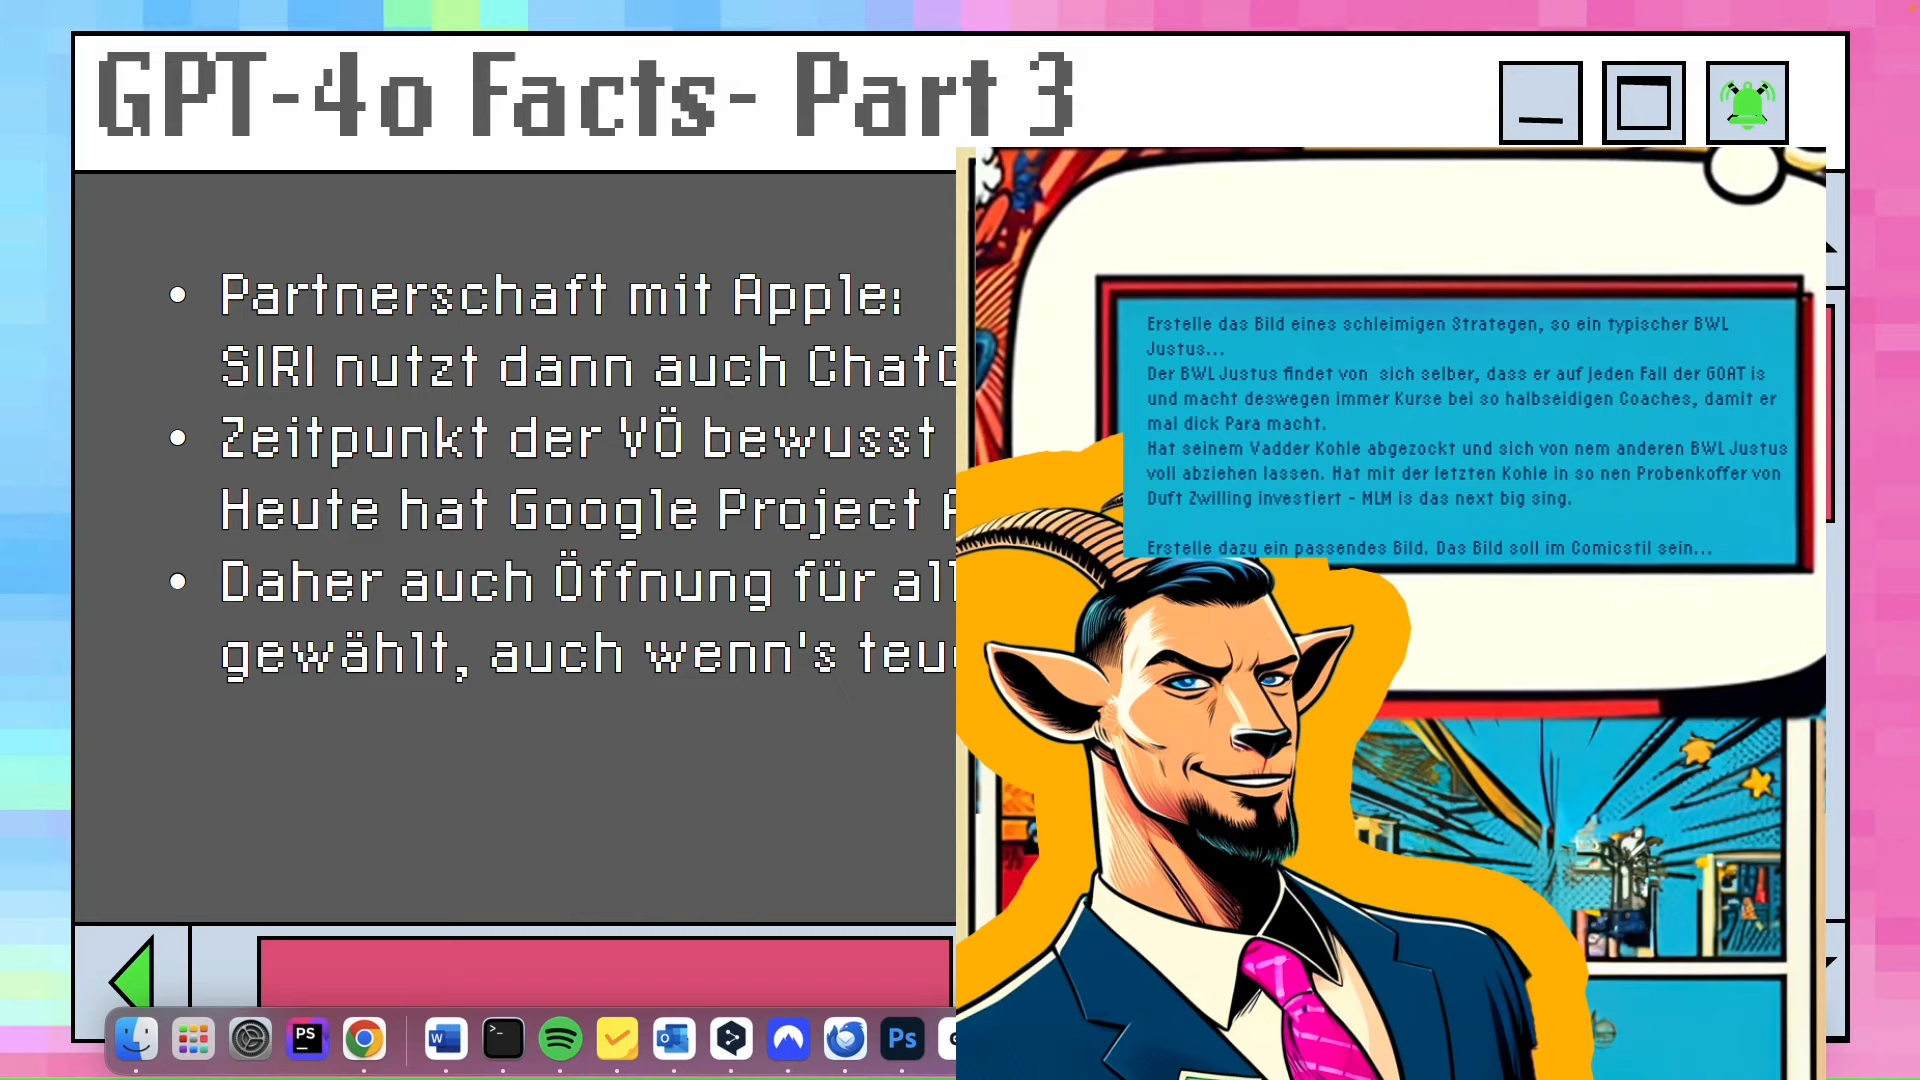 GPT-4o Facts- Part 3
Partnerschaft mit Apple:
SIRI nutzt dann auch
Zeitpunkt der VÖ bewusst
Heute hat Google Project
Daher auch Öffnung für
gewählt, auch wenn's
Erstelle das Bild eines schleimigen Strategen, so ein typischer BWL
Justus...
Der BWL Justus findet von sich selber, dass er auf jeden Fall der GOAT is
und macht deswegen immer Kurse bei so halbseidigen Coaches, damit er
mal dick Para macht.
Hat seinem Vadder Kohle abgezockt und sich von nem anderen BWL Justus
voll abziehen lassen. Hat mit der letzten Kohle in so nen Probenkoffer von
Duft Zwilling investiert - MLM is das next big sing.
Erstelle dazu ein passendes Bild. Das Bild soll im Comicstil sein...
PS
W
>_
O
Ps